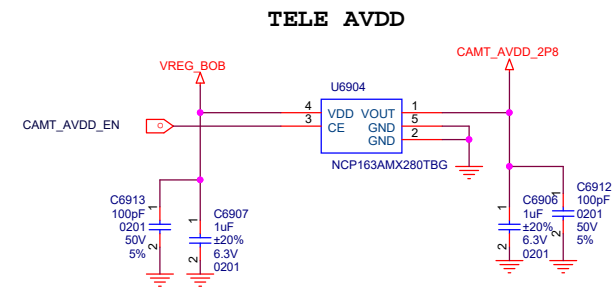 TELE AVDD
VREG_BOB
CAMT_AVDD_2P8
U6904
4 VDD VOUT 1
CAMT_AVDD_EN
3 CE GND 5
GND 2
NCP163AMX280TBG
C6913
100pF
0201
50V
5%
1
2
C6907
1uF
±20%
6.3V
0201
1
2
C6906
1uF
±20%
6.3V
0201
1
2
C6912
100pF
0201
50V
5%
1
2